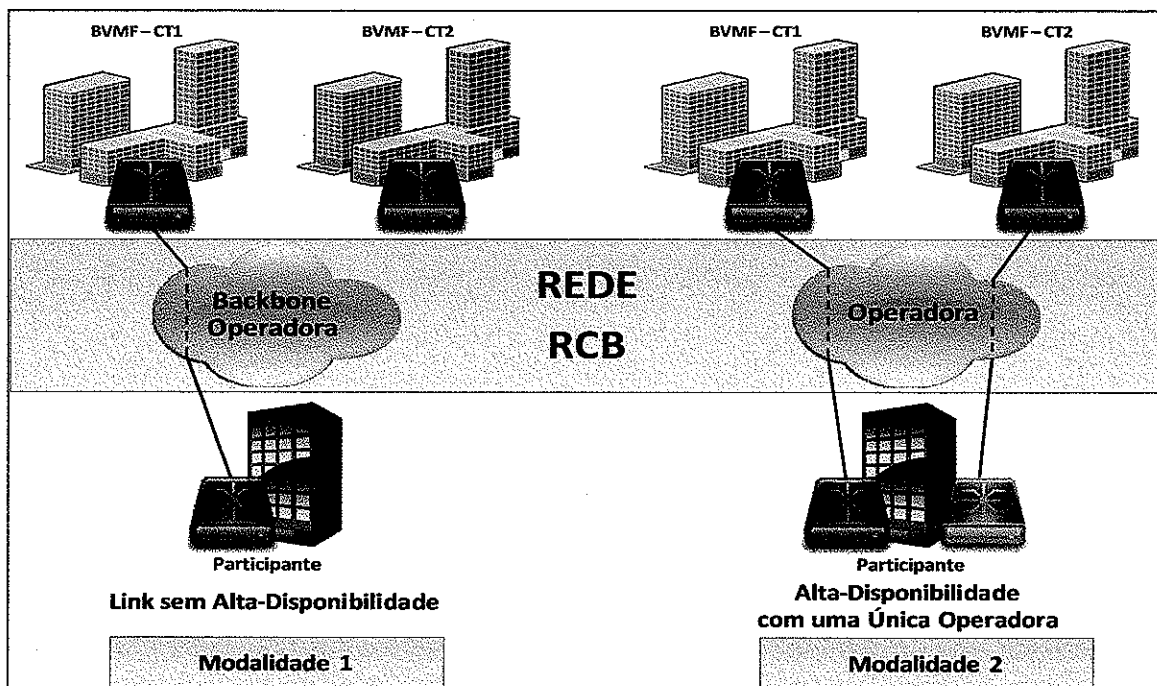 BVMF–CT1
BVMF–CT2
BVMF–CT1
BVMF–CT2
Backbone
Operadora
REDE
RCB
Operadora
Participante
Link sem Alta-Disponibilidade
Modalidade 1
Participante
Alta-Disponibilidade
com uma Única Operadora
Modalidade 2